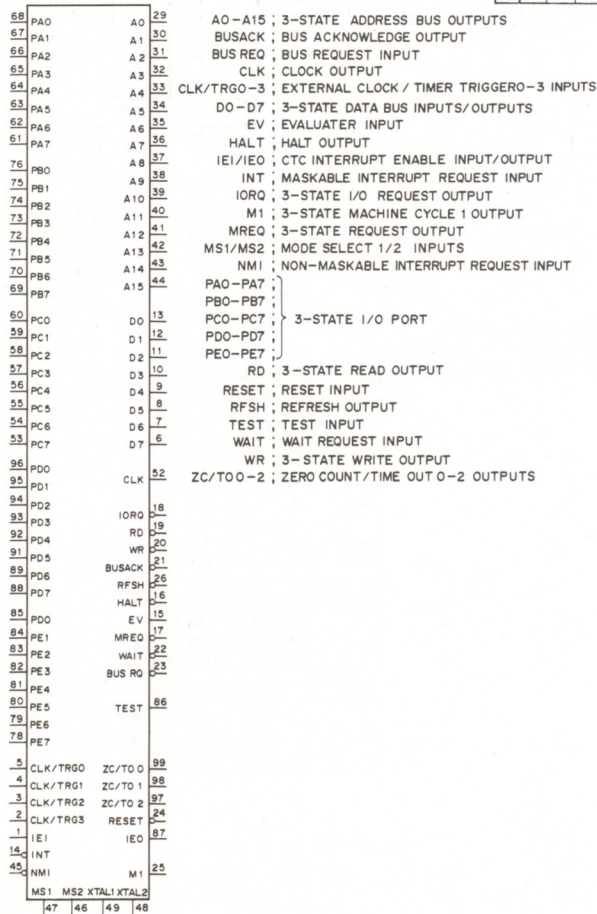 68 PA0 A0 29
67 PA1 A1 30
66 PA2 A2 31
65 PA3 A3 32
64 PA4 A4 33
63 PA5 A5 34
62 PA6 A6 35
61 PA7 A7 36
A8 37
76 PB0 A9 38
75 PB1 A10 39
74 PB2 A11 40
73 PB3 A12 41
72 PB4 A13 42
71 PB5 A14 43
70 PB6 A15 44
69 PB7
60 PC0 D0 13
59 PC1 D1 12
58 PC2 D2 11
57 PC3 D3 10
56 PC4 D4 9
55 PC5 D5 8
54 PC6 D6 7
53 PC7 D7 6
96 PD0
95 PD1 CLK 52
94 PD2
93 PD3 IORQ 18
92 PD4 RD 19
91 PD5 WR 20
89 PD6 BUSACK 21
88 PD7 RFSH 26
HALT 16
85 PD0 EV 15
84 PE1 MREQ 17
83 PE2 WAIT 22
82 PE3 BUS RQ 23
81 PE4
80 PE5 TEST 86
79 PE6
78 PE7
5 CLK/TRG0 ZC/TO 0 99
4 CLK/TRG1 ZC/TO 1 98
3 CLK/TRG2 ZC/TO 2 97
2 CLK/TRG3 RESET 24
1 IEI IEO 87
14 INT
45 NMI M1 25
MS1 MS2 XTAL1 XTAL2
47 46 49 48
A0-A15 ; 3-STATE ADDRESS BUS OUTPUTS
BUSACK ; BUS ACKNOWLEDGE OUTPUT
BUS REQ ; BUS REQUEST INPUT
CLK ; CLOCK OUTPUT
CLK/TRG0-3 ; EXTERNAL CLOCK / TIMER TRIGGER0-3 INPUTS
D0-D7 ; 3-STATE DATA BUS INPUTS/OUTPUTS
EV ; EVALUATER INPUT
HALT ; HALT OUTPUT
IEI/IEO ; CTC INTERRUPT ENABLE INPUT/OUTPUT
INT ; MASKABLE INTERRUPT REQUEST INPUT
IORQ ; 3-STATE I/O REQUEST OUTPUT
M1 ; 3-STATE MACHINE CYCLE 1 OUTPUT
MREQ ; 3-STATE REQUEST OUTPUT
MS1/MS2 ; MODE SELECT 1/2 INPUTS
NMI ; NON-MASKABLE INTERRUPT REQUEST INPUT
PA0-PA7 ;
PB0-PB7 ;
PC0-PC7 ; 3-STATE I/O PORT
PD0-PD7 ;
PE0-PE7 ;
RD ; 3-STATE READ OUTPUT
RESET ; RESET INPUT
RFSH ; REFRESH OUTPUT
TEST ; TEST INPUT
WAIT ; WAIT REQUEST INPUT
WR ; 3-STATE WRITE OUTPUT
ZC/TO0-2 ; ZERO COUNT/TIME OUT 0-2 OUTPUTS